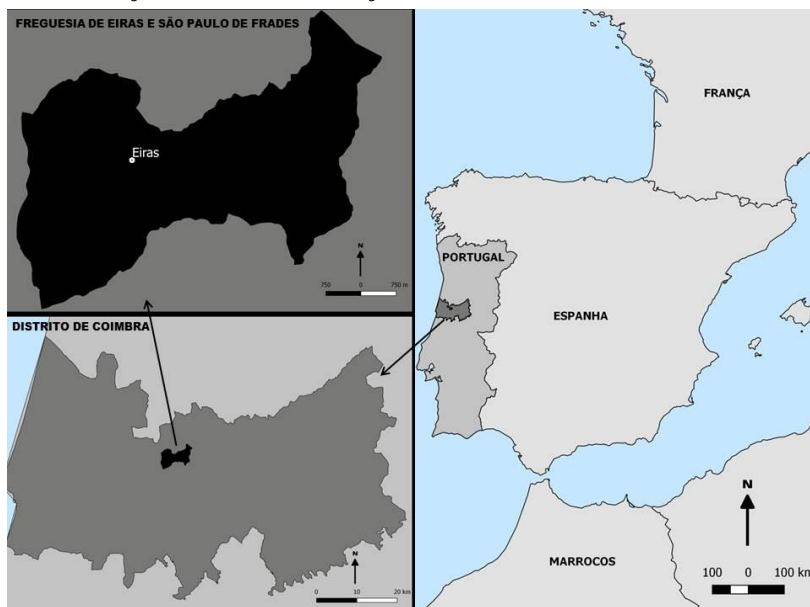 FREGUESIA DE EIRAS E SÃO PAULO DE FRADES
Eiras
N
750 0 750 m
DISTRITO DE COIMBRA
N
0 10 20 km
FRANÇA
PORTUGAL
ESPANHA
MARROCOS
N
100 0 100 km